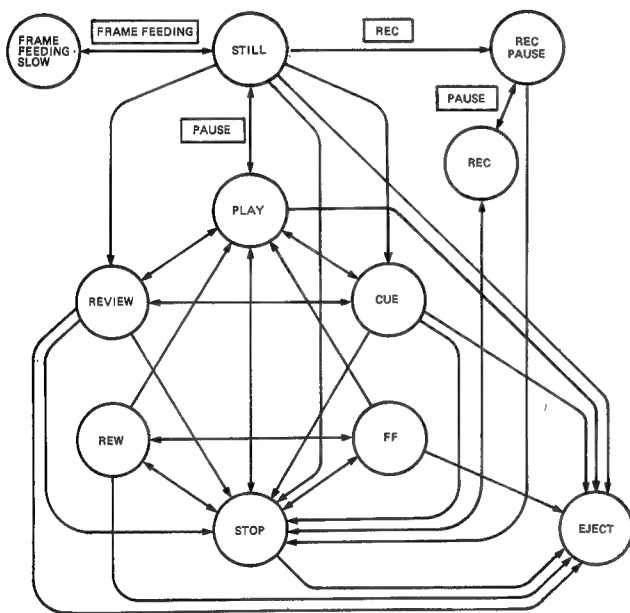 FRAME
FEEDING
SLOW
FRAME FEEDING
STILL
REC
REC
PAUSE
PAUSE
PAUSE
REC
PLAY
REVIEW
CUE
REW
FF
STOP
EJECT